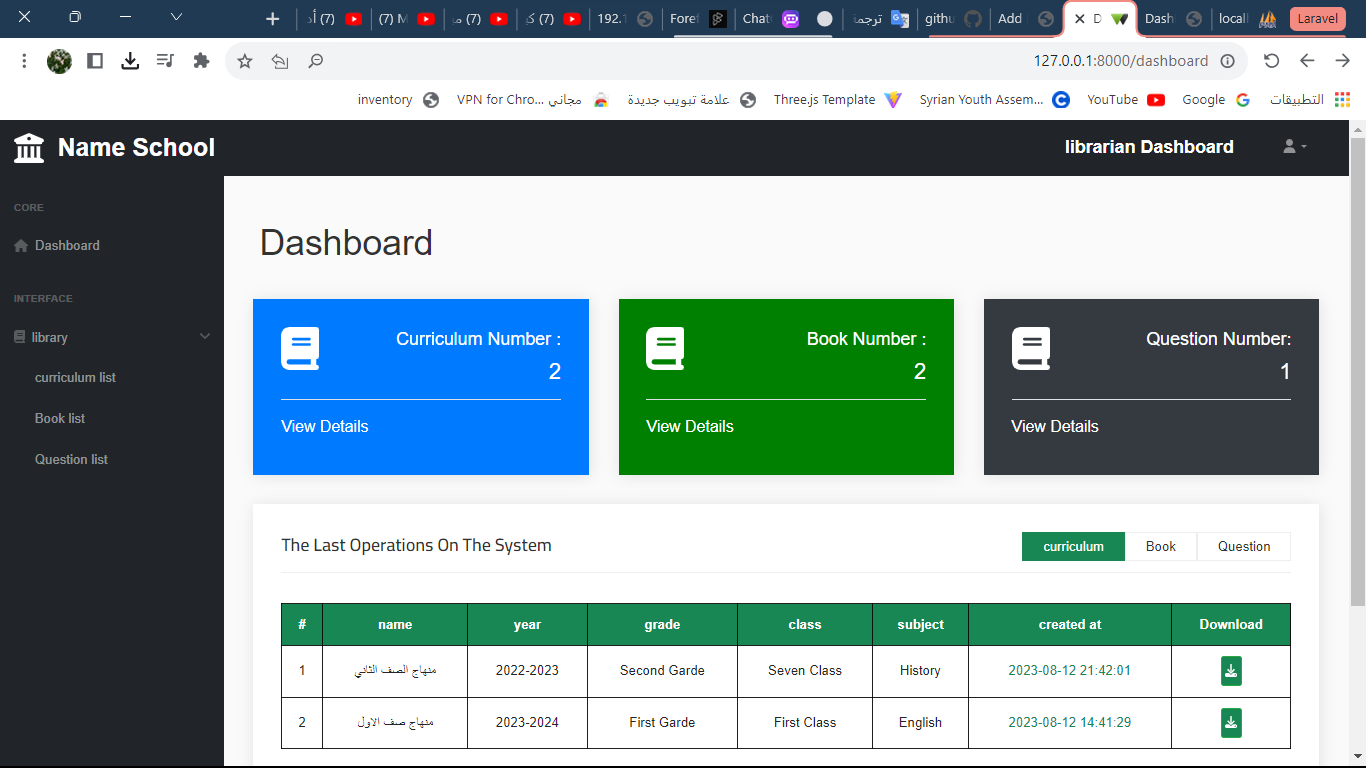 (7) أد
(7) M
(7) مـ
(7) كـ
192.1
Foref
Chat
ترجمة
githu
Add
D
Dash
locall
Laravel
127.0.0.1:8000/dashboard
inventory
VPN for Chro... مجاني
علامة تبويب جديدة
Three.js Template
Syrian Youth Assem...
YouTube
Google
التطبيقات
Name School
librarian Dashboard
CORE
Dashboard
INTERFACE
library
curriculum list
Book list
Question list
Dashboard
Curriculum Number :
2
View Details
Book Number :
2
View Details
Question Number:
1
View Details
The Last Operations On The System
curriculum Book Question
# name year grade class subject created at Download
1 منهاج الصف الثاني 2022-2023 Second Garde Seven Class History 2023-08-12 21:42:01
2 منهاج صف الاول 2023-2024 First Garde First Class English 2023-08-12 14:41:29